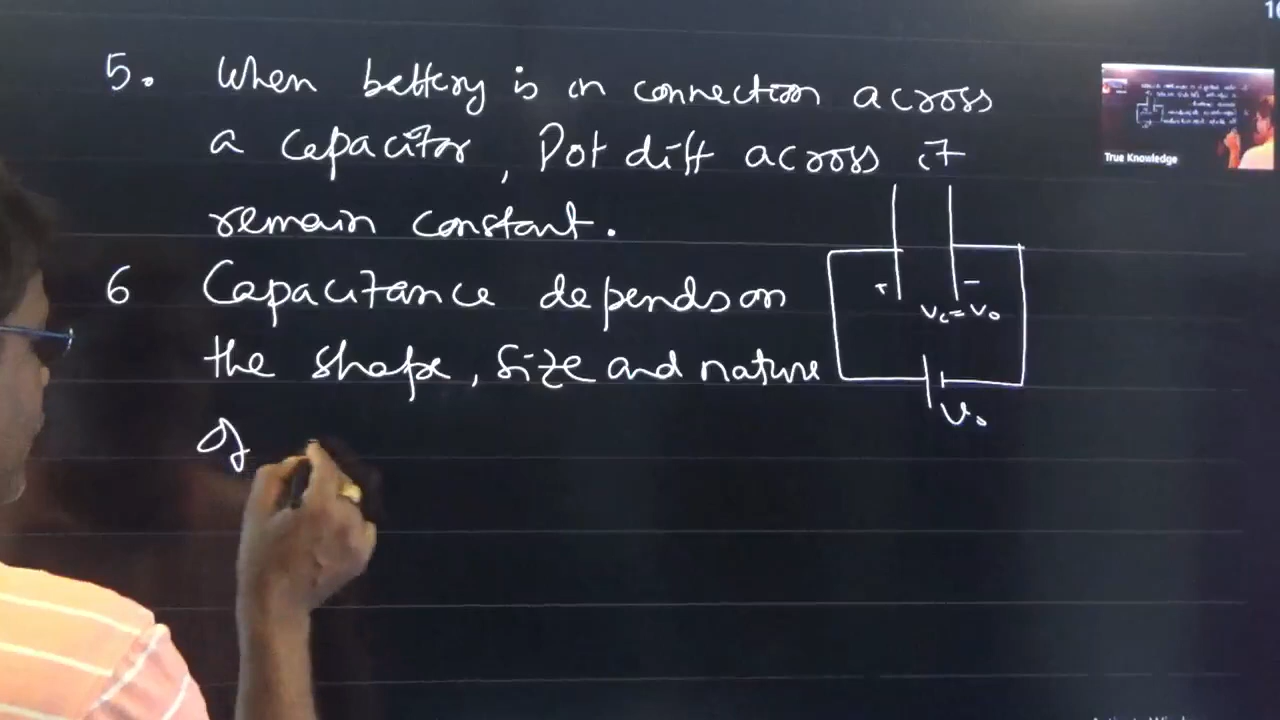 5. When battery is in connection across
a capacitor, Pot diff across it
remain constant.
6 Capacitance depends on
the shape, size and nature
of
+ -
Vc = V0
V0
True Knowledge
16